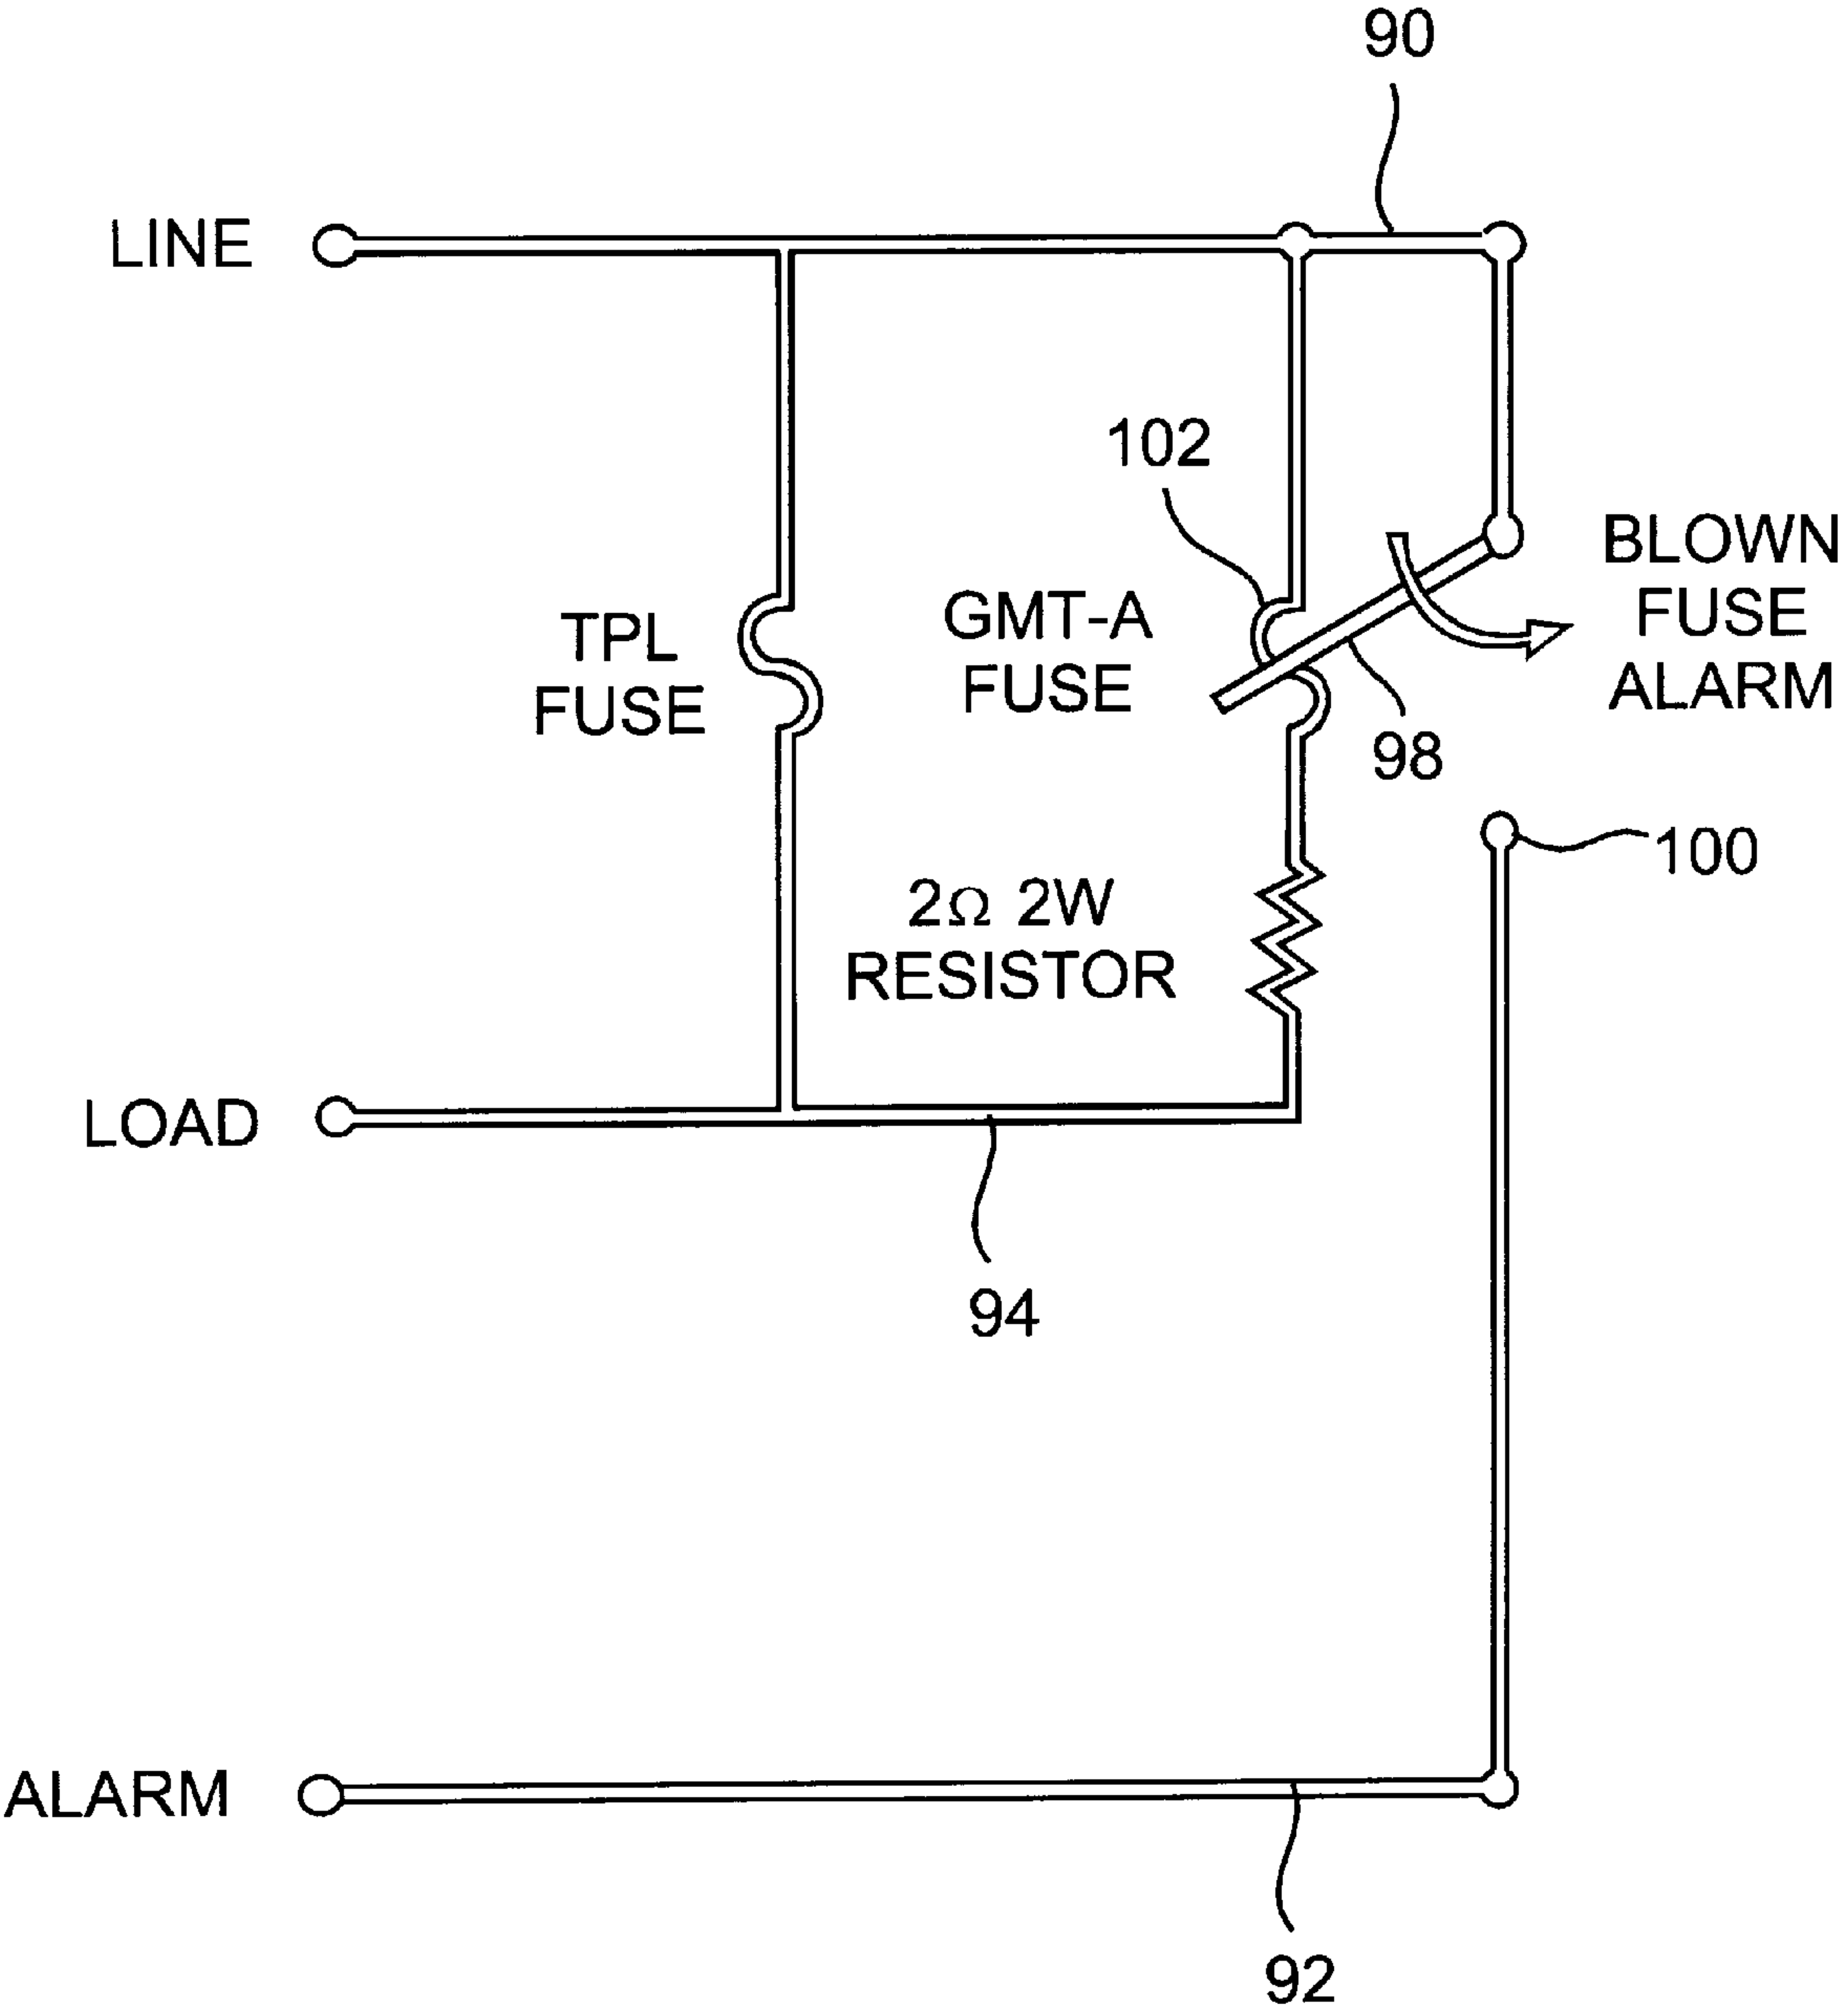 90
LINE
102
BLOWN
FUSE
ALARM
TPL
FUSE
GMT-A
FUSE
98
100
2Ω 2W
RESISTOR
LOAD
94
ALARM
92